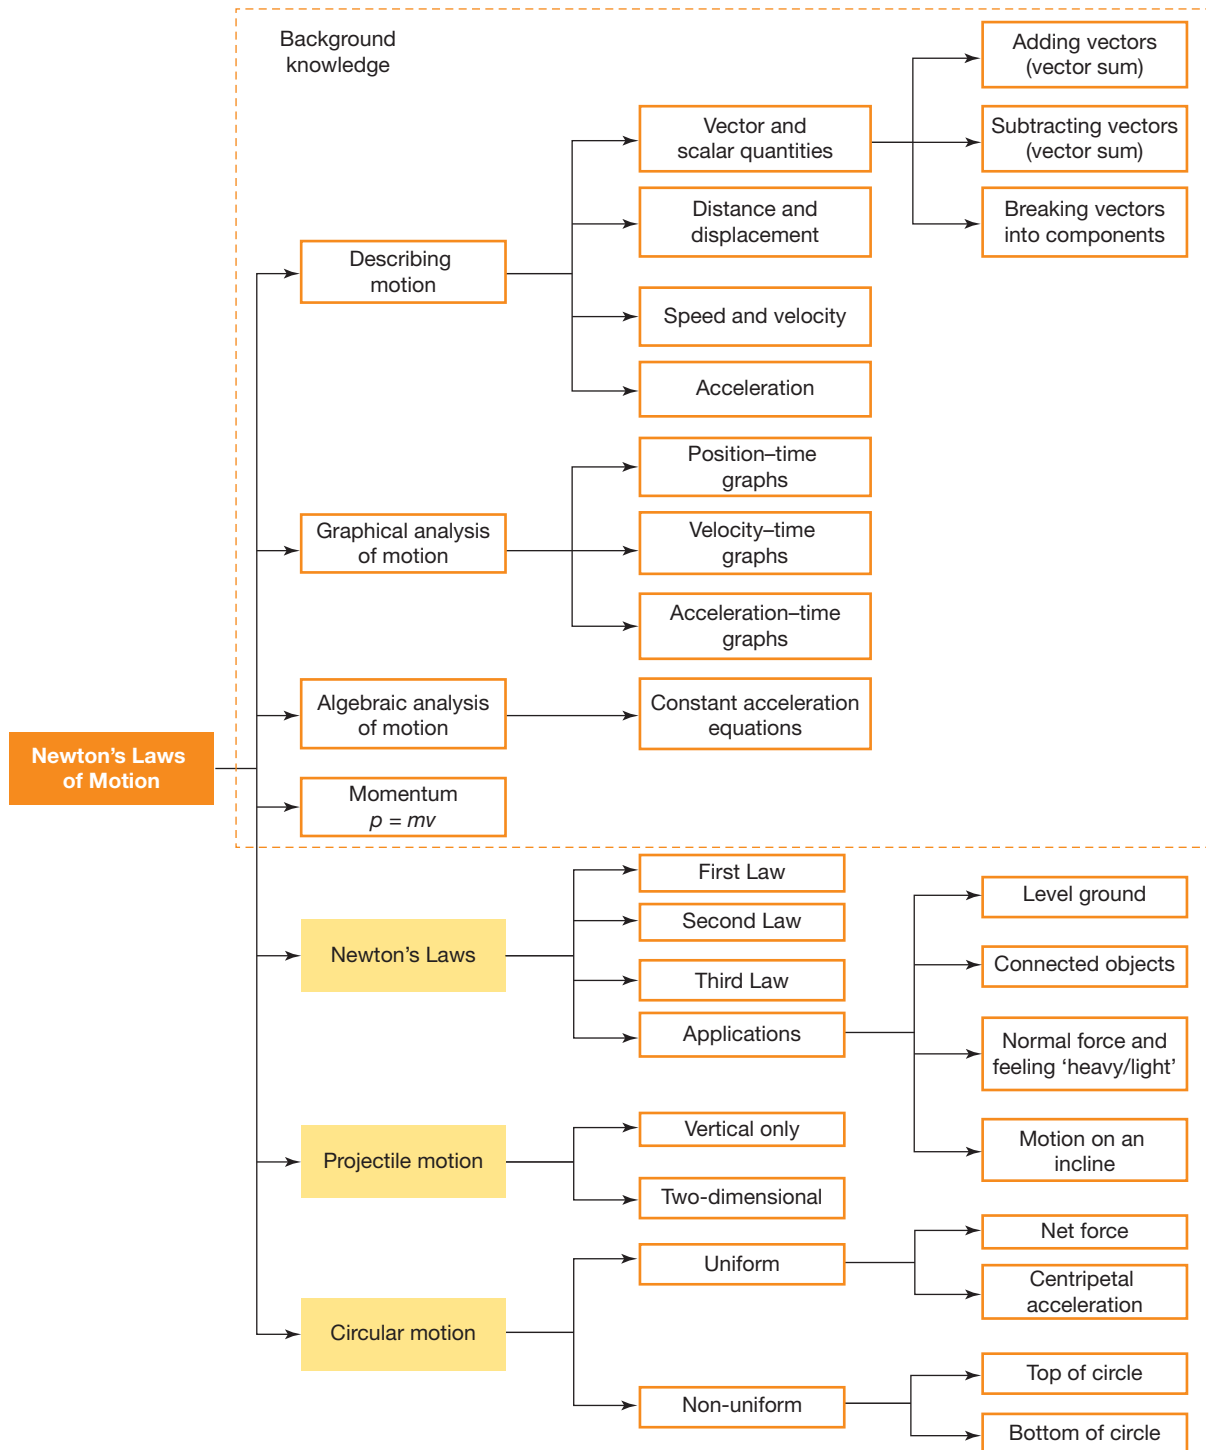 Background
knowledge
Adding vectors
(vector sum)
Vector and
scalar quantities
Subtracting vectors
(vector sum)
Distance and
displacement
Breaking vectors
into components
Describing
motion
Speed and velocity
Acceleration
Position–time
graphs
Graphical analysis
of motion
Velocity–time
graphs
Acceleration–time
graphs
Algebraic analysis
of motion
Constant acceleration
equations
Newton’s Laws
of Motion
Momentum
p = mv
First Law
Second Law
Newton’s Laws
Third Law
Applications
Level ground
Connected objects
Normal force and
feeling ‘heavy/light’
Motion on an
incline
Projectile motion
Vertical only
Two-dimensional
Circular motion
Uniform
Net force
Centripetal
acceleration
Non-uniform
Top of circle
Bottom of circle